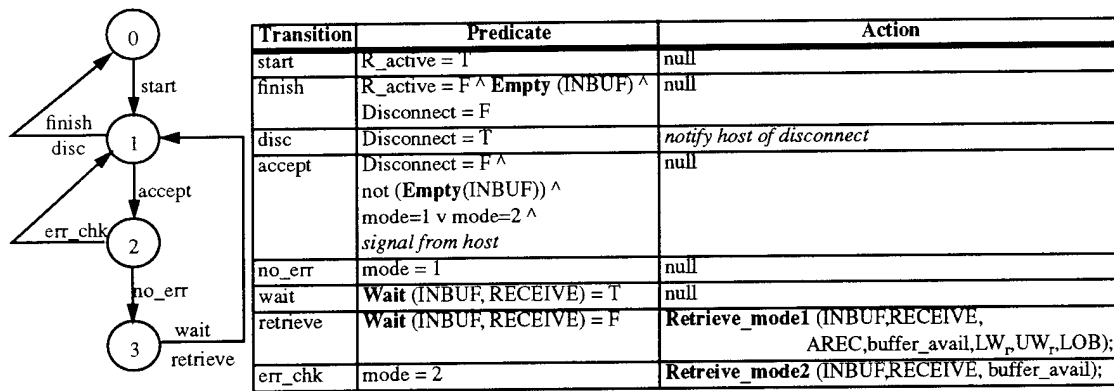 0
start
finish
disc
1
accept
err_chk
2
no_err
3
wait
retrieve
Transition Predicate Action
start R_active = T null
finish R_active = F ^ Empty (INBUF) ^ null
Disconnect = F
disc Disconnect = T notify host of disconnect
accept Disconnect = F ^ null
not (Empty(INBUF)) ^
mode=1 v mode=2 ^
signal from host
no_err mode = 1 null
wait Wait (INBUF, RECEIVE) = T null
retrieve Wait (INBUF, RECEIVE) = F Retrieve_mode1 (INBUF,RECEIVE,
AREC,buffer_avail,LWr,UWr,LOB);
err_chk mode = 2 Retreive_mode2 (INBUF,RECEIVE, buffer_avail);